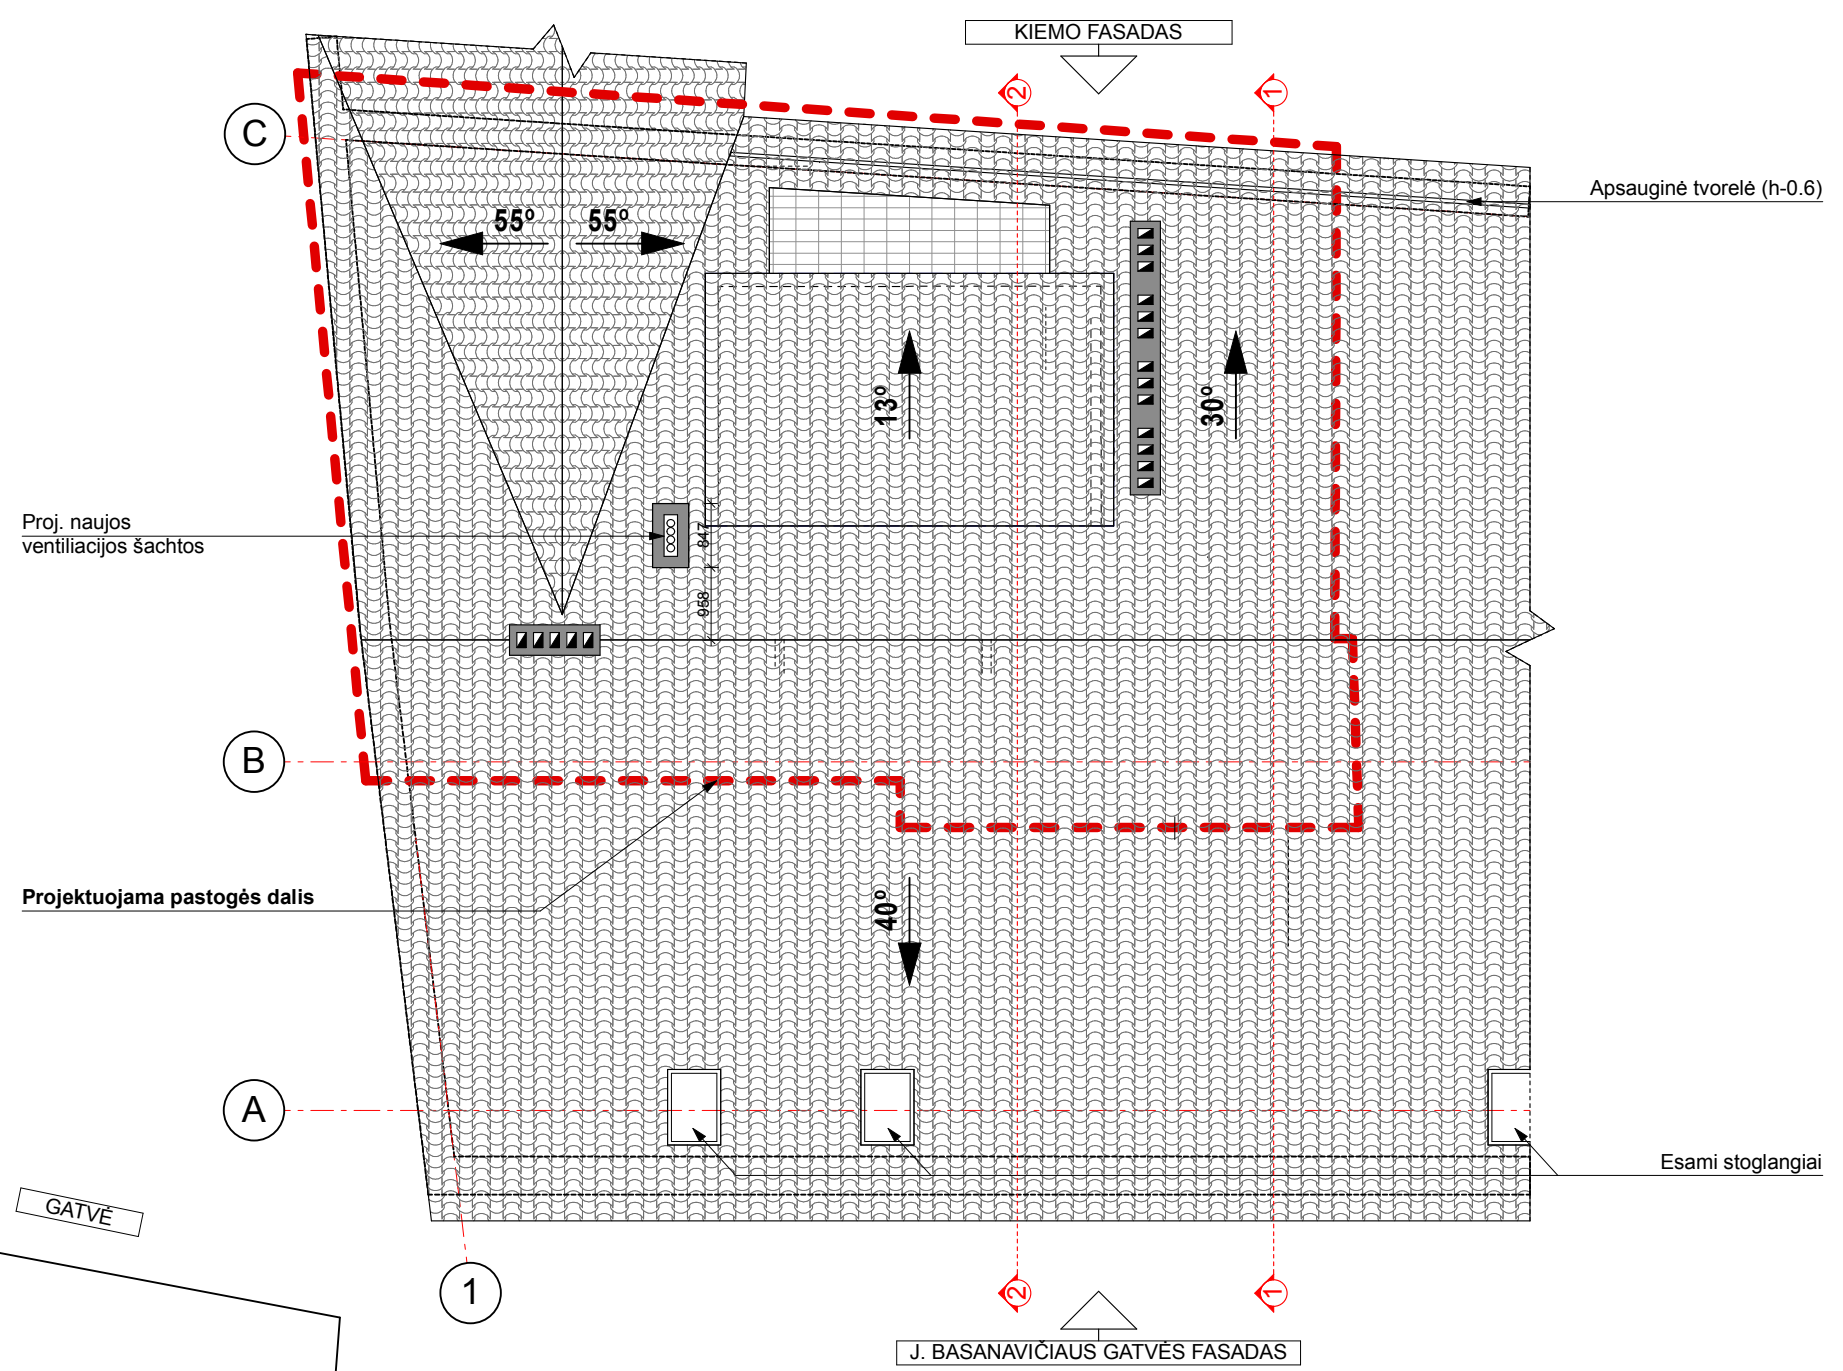 KIEMO FASADAS
2
1
C
Apsauginė tvorelė (h-0.6)
55°
55°
13°
30°
Proj. naujos
ventiliacijos šachtos
847
958
B
Projektuojama pastogės dalis
40°
A
Esami stoglangiai
GATVĖ
1
2
1
J. BASANAVIČIAUS GATVĖS FASADAS